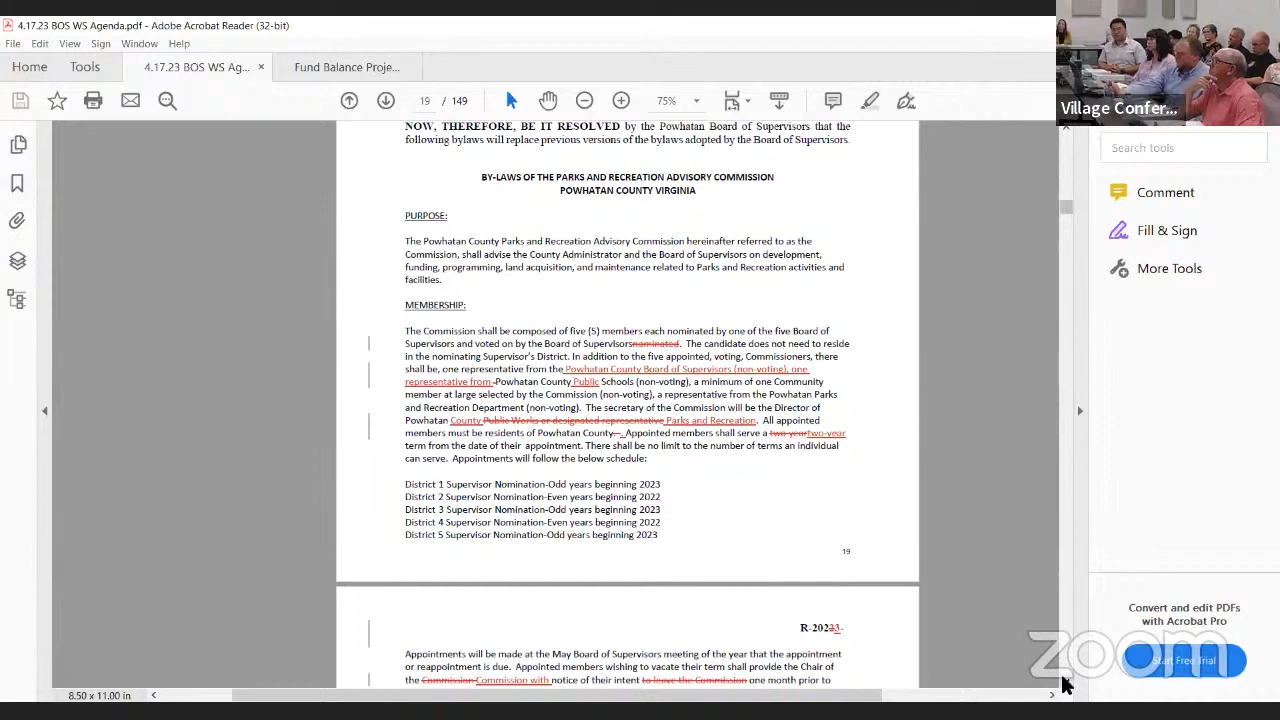 4.17.23 BOS WS Agenda.pdf - Adobe Acrobat Reader (32-bit)
File Edit View Sign Window Help
Home Tools 4.17.23 BOS WS Ag... × Fund Balance Proje...
19 / 149 75%
Village Confer...
NOW, THEREFORE, BE IT RESOLVED by the Powhatan Board of Supervisors that the
following bylaws will replace previous versions of the bylaws adopted by the Board of Supervisors.
BY-LAWS OF THE PARKS AND RECREATION ADVISORY COMMISSION
POWHATAN COUNTY VIRGINIA
PURPOSE:
The Powhatan County Parks and Recreation Advisory Commission hereinafter referred to as the
Commission, shall advise the County Administrator and the Board of Supervisors on development,
funding, programming, land acquisition, and maintenance related to Parks and Recreation activities and
facilities.
MEMBERSHIP:
The Commission shall be composed of five (5) members each nominated by one of the five Board of
Supervisors and voted on by the Board of Supervisorsnominated. The candidate does not need to reside
in the nominating Supervisor's District. In addition to the five appointed, voting, Commissioners, there
shall be, one representative from the Powhatan County Board of Supervisors (non-voting), one
representative from Powhatan County Public Schools (non-voting), a minimum of one Community
member at large selected by the Commission (non-voting), a representative from the Powhatan Parks
and Recreation Department (non-voting). The secretary of the Commission will be the Director of
Powhatan County Public Works or designated representative Parks and Recreation. All appointed
members must be residents of Powhatan County. . Appointed members shall serve a two yeartwo-year
term from the date of their appointment. There shall be no limit to the number of terms an individual
can serve. Appointments will follow the below schedule:
District 1 Supervisor Nomination-Odd years beginning 2023
District 2 Supervisor Nomination-Even years beginning 2022
District 3 Supervisor Nomination-Odd years beginning 2023
District 4 Supervisor Nomination-Even years beginning 2022
District 5 Supervisor Nomination-Odd years beginning 2023
19
R-20223-
Appointments will be made at the May Board of Supervisors meeting of the year that the appointment
or reappointment is due. Appointed members wishing to vacate their term shall provide the Chair of
the Commission Commission with notice of their intent to leave the Commission one month prior to
8.50 x 11.00 in
Search tools
Comment
Fill & Sign
More Tools
Convert and edit PDFs
with Acrobat Pro
Start Free Trial
zoom